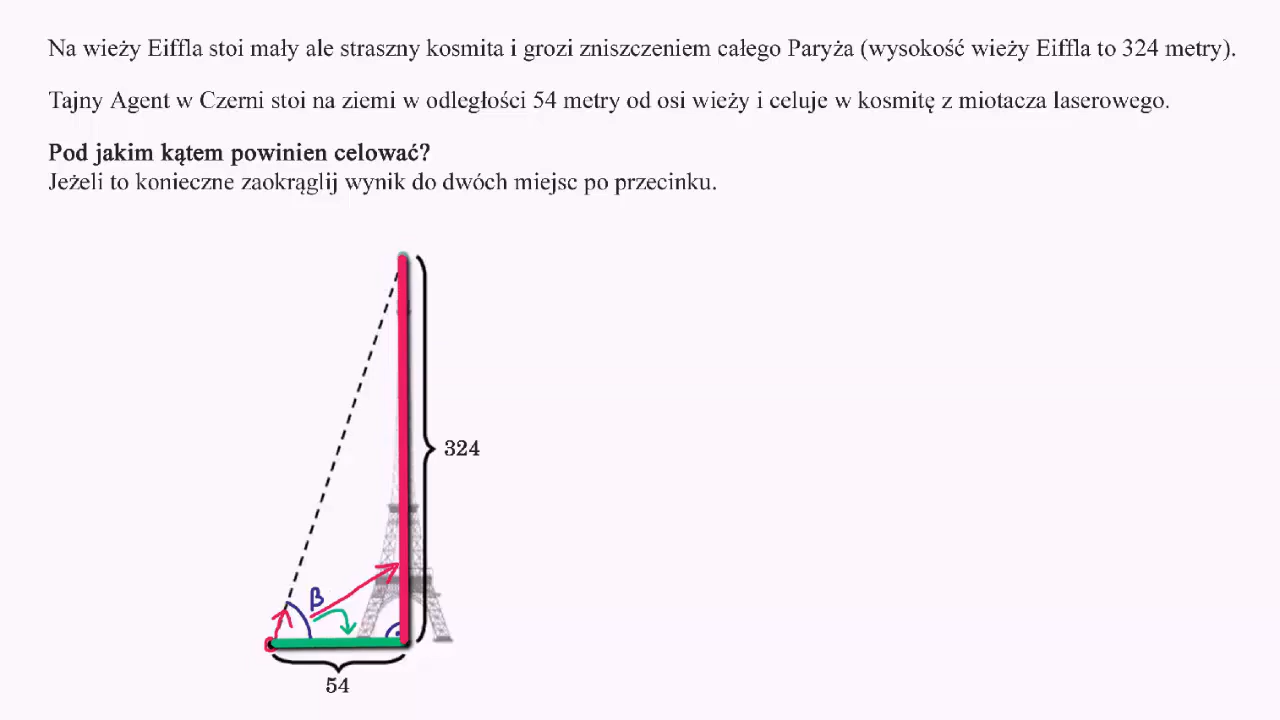 Na wieży Eiffla stoi mały ale straszny kosmita i grozi zniszczeniem całego Paryża (wysokość wieży Eiffla to 324 metry).
Tajny Agent w Czerni stoi na ziemi w odległości 54 metry od osi wieży i celuje w kosmitę z miotacza laserowego.
Pod jakim kątem powinien celować?
Jeżeli to konieczne zaokrąglij wynik do dwóch miejsc po przecinku.
324
β
54